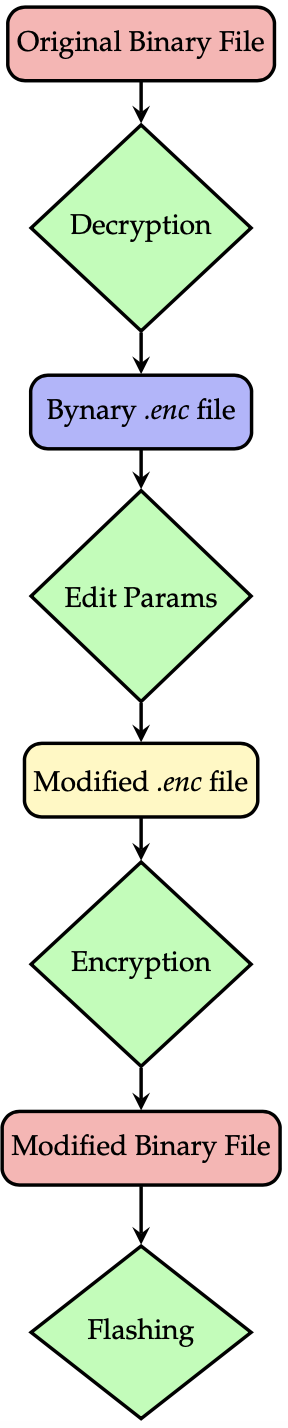 Original Binary File
Decryption
Bynary .enc file
Edit Params
Modified .enc file
Encryption
Modified Binary File
Flashing